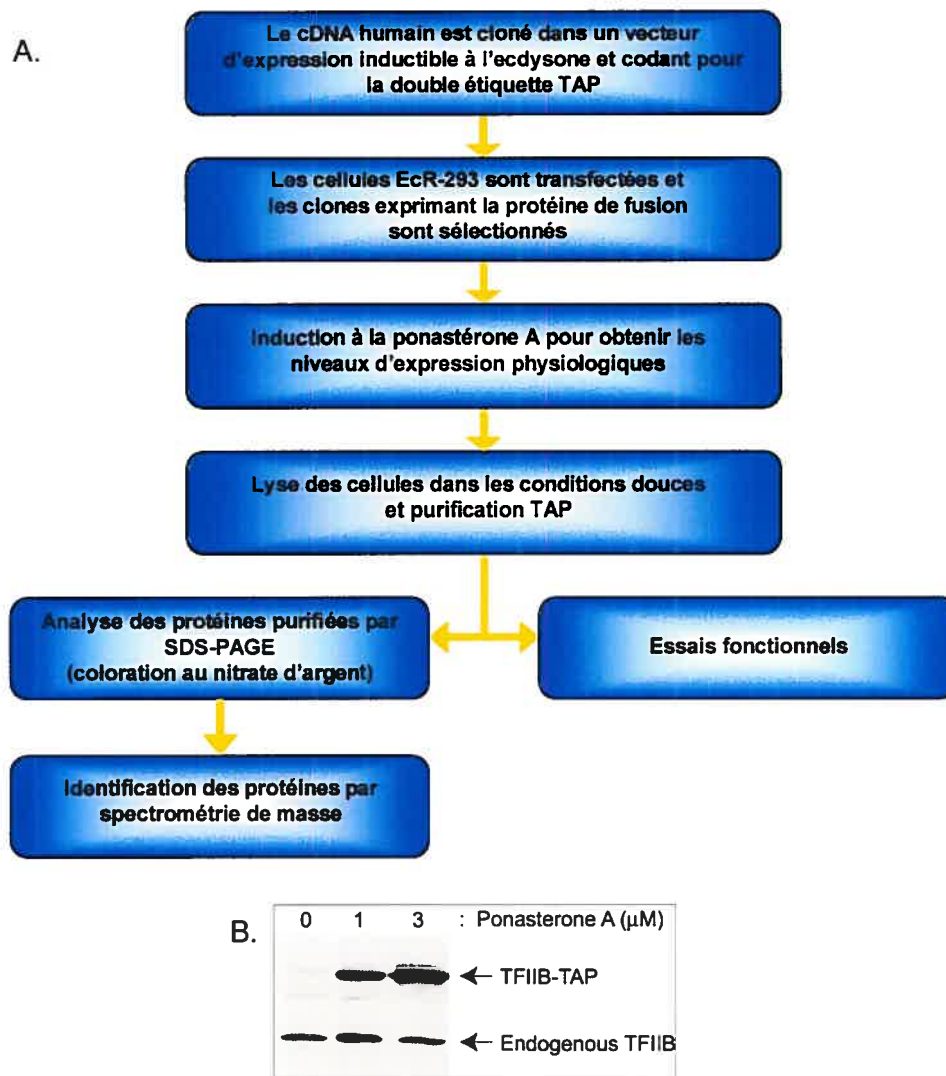 A.
Le cDNA humain est cloné dans un vecteur
d'expression inductible à l'ecdysone et codant pour
la double étiquette TAP
Les cellules EcR-293 sont transfectées et
les clones exprimant la protéine de fusion
sont sélectionnés
Induction à la ponastérone A pour obtenir les
niveaux d'expression physiologiques
Lyse des cellules dans les conditions douces
et purification TAP
Analyse des protéines purifiées par
SDS-PAGE
(coloration au nitrate d'argent)
Essais fonctionnels
Identification des protéines par
spectrométrie de masse
B.
0 1 3 : Ponasterone A (µM)
TFIIB-TAP
Endogenous TFIIB